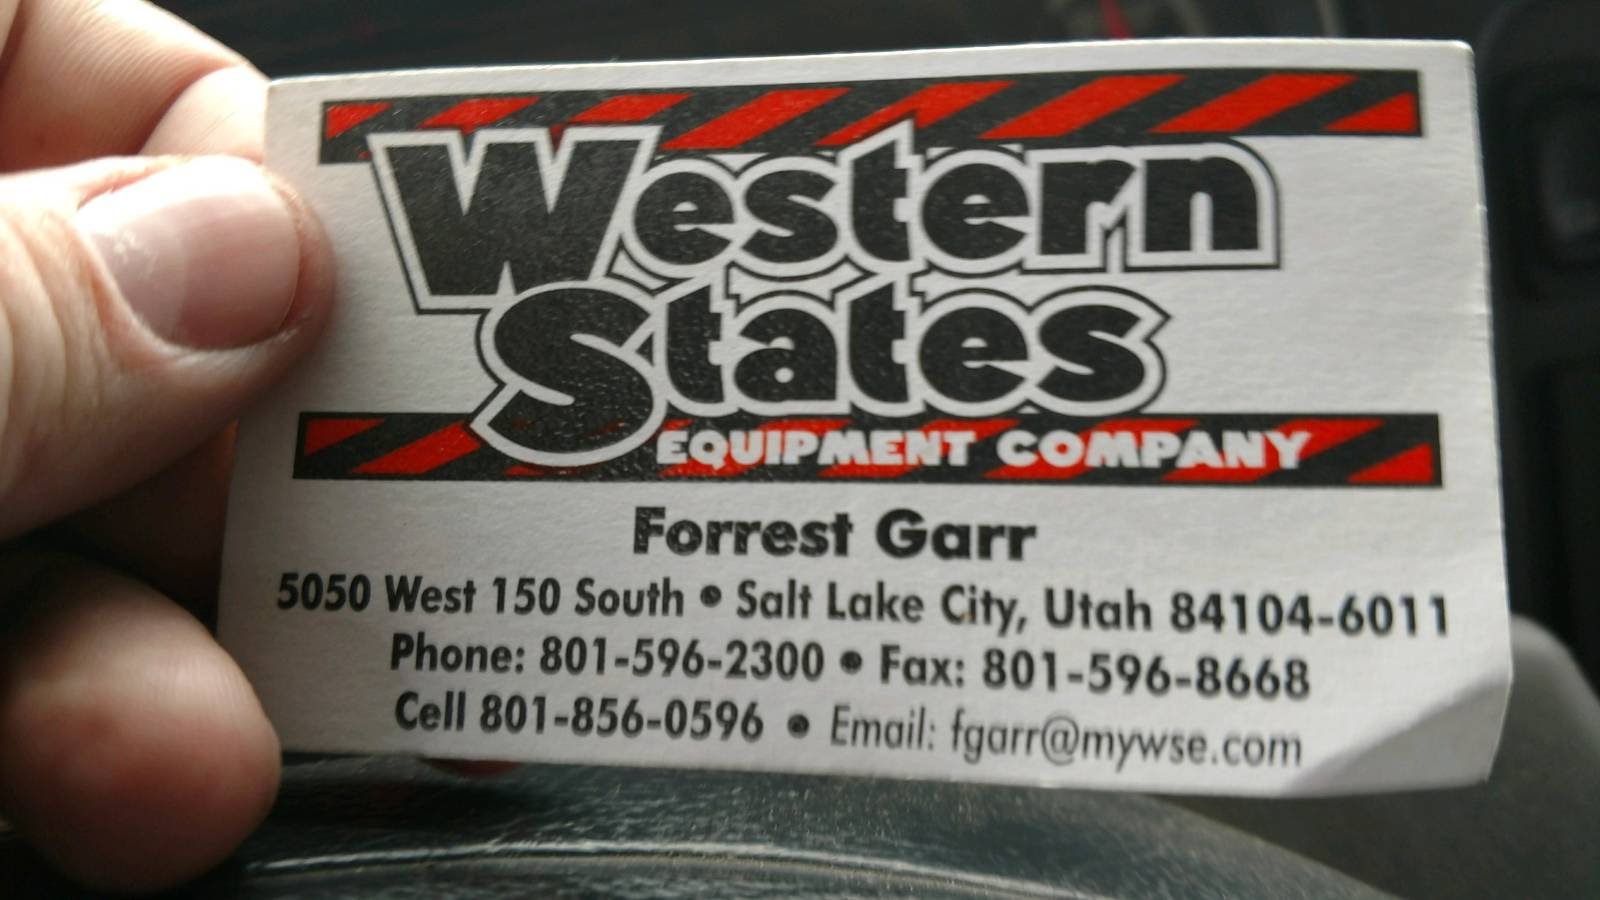 Western
States
EQUIPMENT COMPANY
Forrest Garr
5050 West 150 South • Salt Lake City, Utah 84104-6011
Phone: 801-596-2300 • Fax: 801-596-8668
Cell 801-856-0596 • Email: fgarr@mywse.com